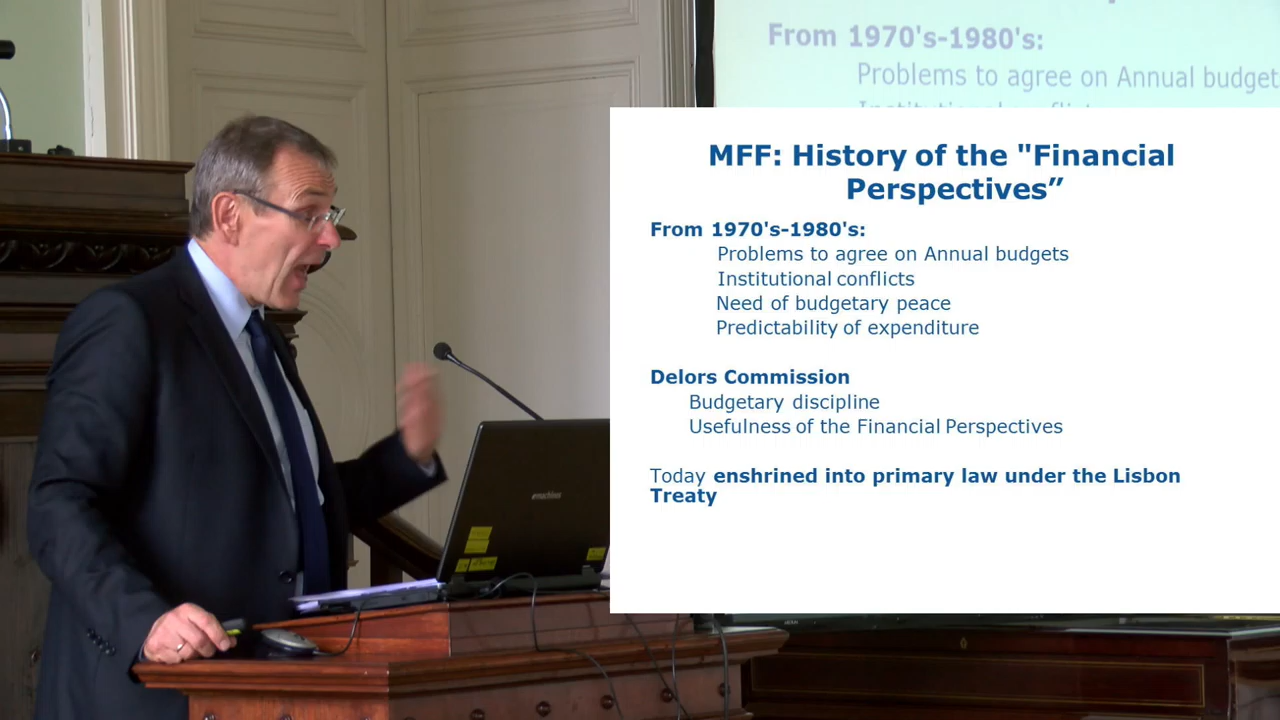 From 1970's-1980's:
Problems to agree on Annual budget
MFF: History of the "Financial
Perspectives”
From 1970's-1980's:
Problems to agree on Annual budgets
Institutional conflicts
Need of budgetary peace
Predictability of expenditure
Delors Commission
Budgetary discipline
Usefulness of the Financial Perspectives
Today enshrined into primary law under the Lisbon
Treaty
emachines